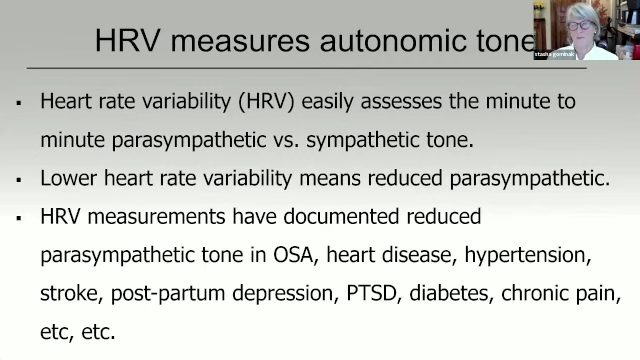 HRV measures autonomic tone
stasha gominak
▪ Heart rate variability (HRV) easily assesses the minute to
minute parasympathetic vs. sympathetic tone.
▪ Lower heart rate variability means reduced parasympathetic.
▪ HRV measurements have documented reduced
parasympathetic tone in OSA, heart disease, hypertension,
stroke, post-partum depression, PTSD, diabetes, chronic pain,
etc, etc.